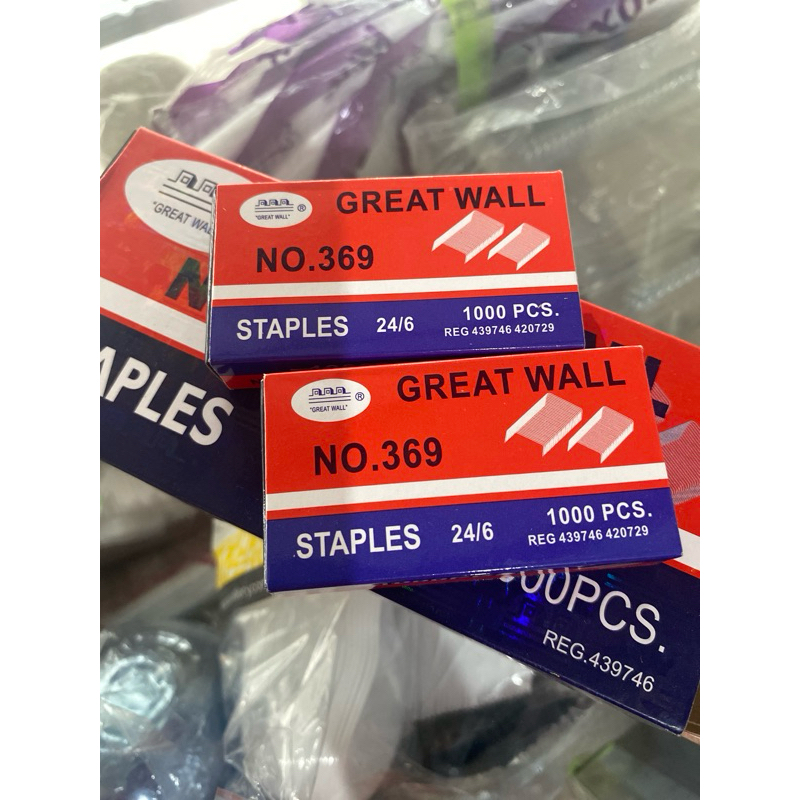 "GREAT WALL" ®
GREAT WALL
NO.369
STAPLES 24/6 1000 PCS.
REG 439746 420729
"GREAT WALL" ®
GREAT WALL
NO.369
STAPLES 24/6 1000 PCS.
REG 439746 420729
"GREAT
APLES
00PCS.
REG.439746